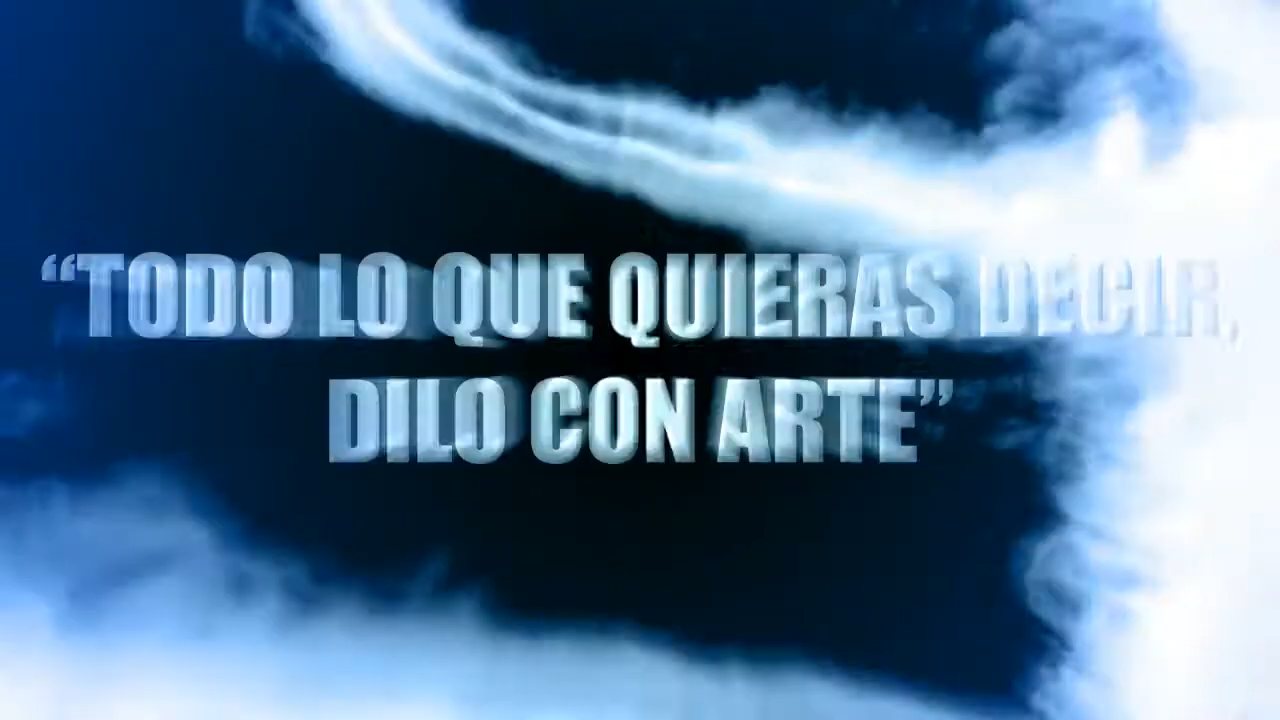 “TODO LO QUE QUIERAS DECIR,
DILO CON ARTE”